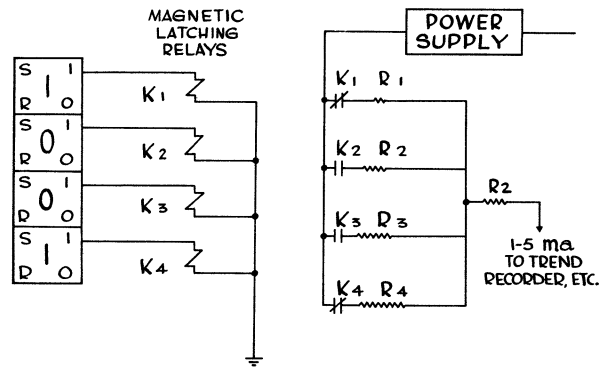 MAGNETIC
LATCHING
RELAYS
POWER
SUPPLY
S 1
1
R 0
K1
S 1
0
R 0
K2
S 1
0
R 0
K3
S 1
1
R 0
K4
K1 R1
K2 R2
K3 R3
K4 R4
R2
1-5 ma
TO TREND
RECORDER, ETC.